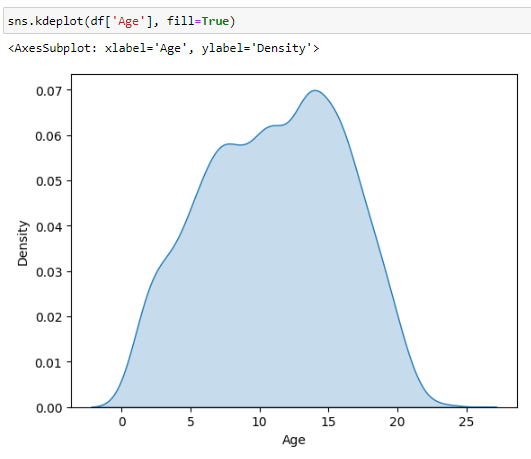 sns.kdeplot(df['Age'], fill=True)
<AxesSubplot: xlabel='Age', ylabel='Density'>
0.07
0.06
0.05
0.04
0.03
0.02
0.01
0.00
Density
0 5 10 15 20 25
Age